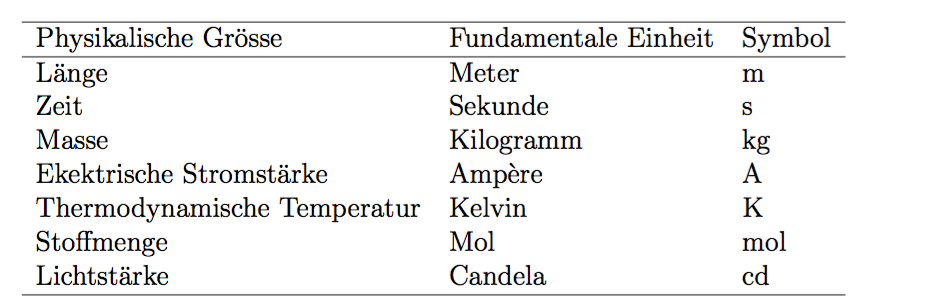 Physikalische Grösse Fundamentale Einheit Symbol
Länge Meter m
Zeit Sekunde s
Masse Kilogramm kg
Ekektrische Stromstärke Ampère A
Thermodynamische Temperatur Kelvin K
Stoffmenge Mol mol
Lichtstärke Candela cd